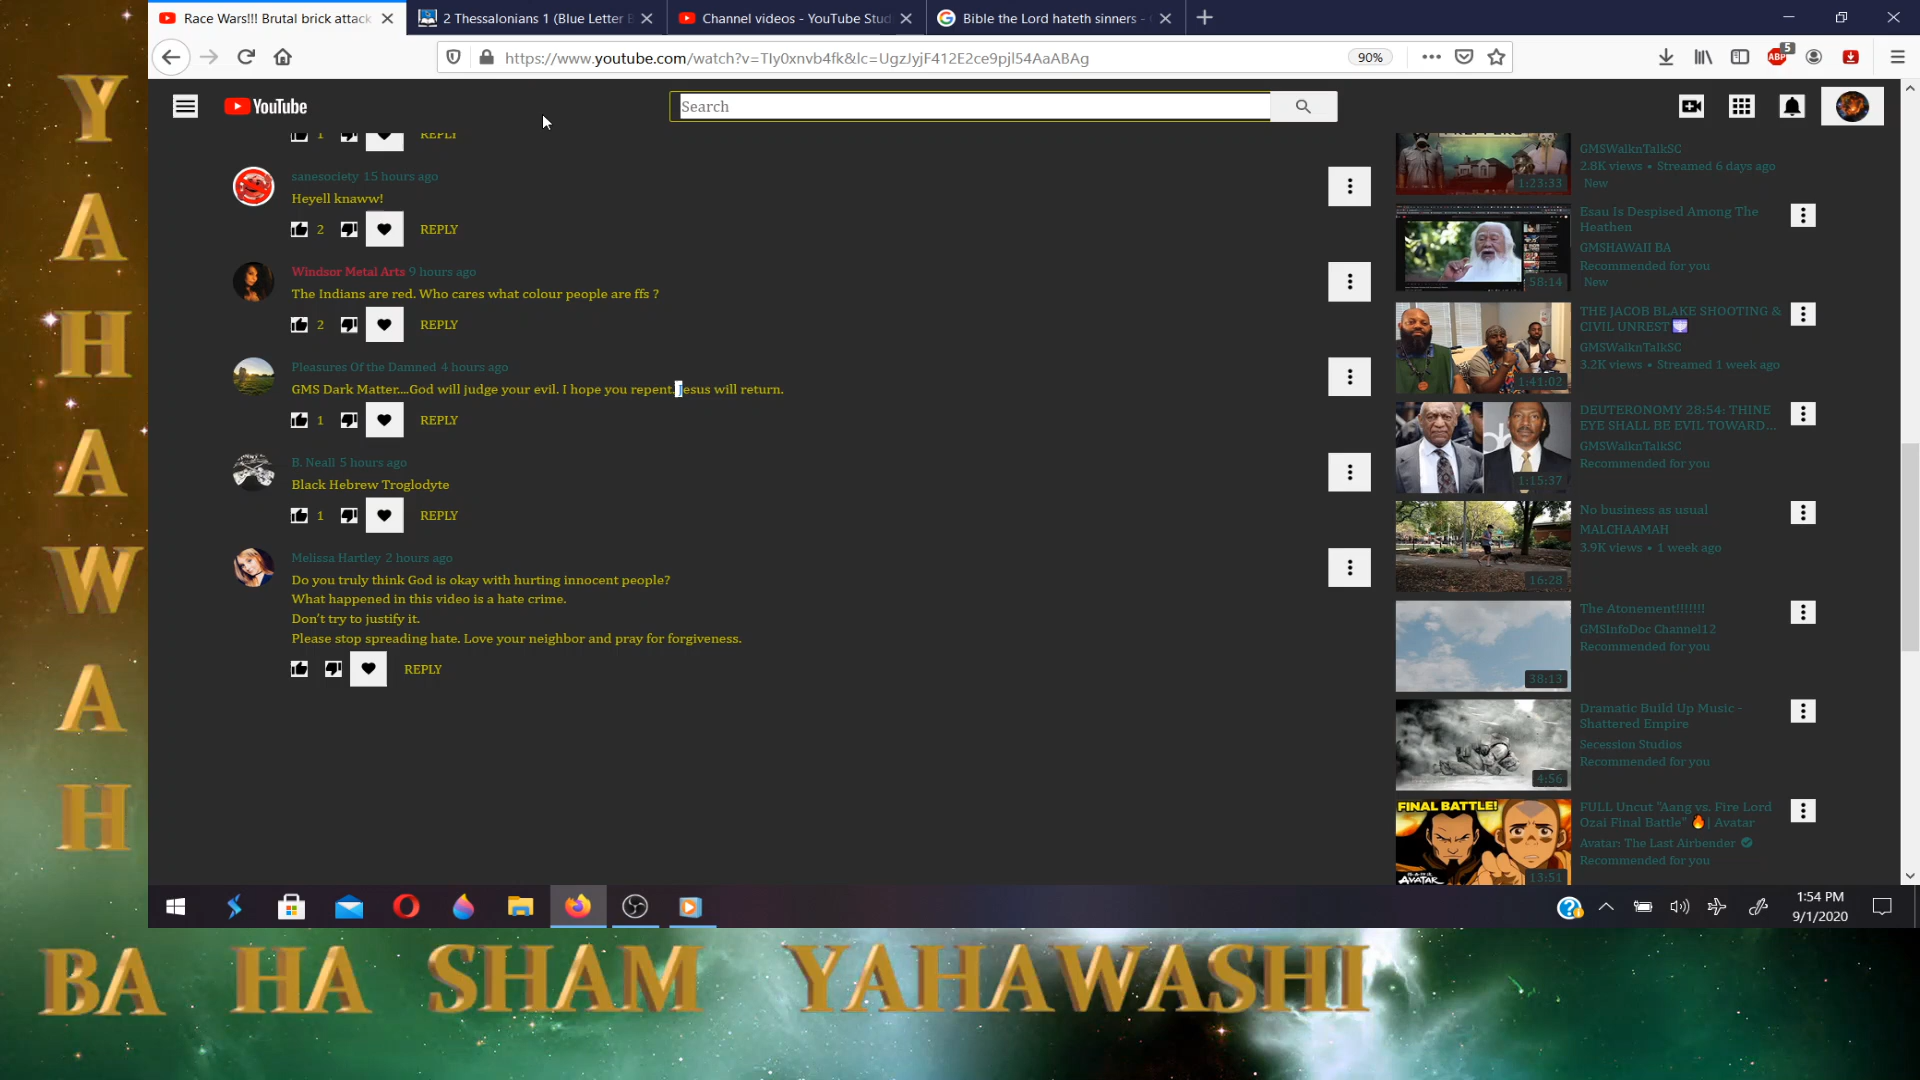 Race Wars!!! Brutal brick attack
2 Thessalonians 1 (Blue Letter B
Channel videos - YouTube Stud
Bible the Lord hateth sinners -
https://www.youtube.com/watch?v=TIy0xnvb4fk&lc=UgzJyjF412E2ce9pjl54AaABAg
90%
ABP
5
YouTube
Search
1
REPLY
sanesociety 15 hours ago
Heyell knaww!
2
REPLY
Windsor Metal Arts 9 hours ago
The Indians are red. Who cares what colour people are ffs ?
2
REPLY
Pleasures Of the Damned 4 hours ago
GMS Dark Matter....God will judge your evil. I hope you repent. Jesus will return.
1
REPLY
B. Neall 5 hours ago
Black Hebrew Troglodyte
1
REPLY
Melissa Hartley 2 hours ago
Do you truly think God is okay with hurting innocent people?
What happened in this video is a hate crime.
Don't try to justify it.
Please stop spreading hate. Love your neighbor and pray for forgiveness.
REPLY
GMSWalknTalkSC
2.8K views • Streamed 6 days ago
New
1:23:33
Esau Is Despised Among The
Heathen
GMSHAWAII BA
Recommended for you
New
58:14
THE JACOB BLAKE SHOOTING &
CIVIL UNREST
GMSWalknTalkSC
3.2K views • Streamed 1 week ago
1:41:02
DEUTERONOMY 28:54: THINE
EYE SHALL BE EVIL TOWARD...
GMSWalknTalkSC
Recommended for you
1:15:37
No business as usual
MALCHAAMAH
3.9K views • 1 week ago
16:28
The Atonement!!!!!!!
GMSInfoDoc Channel12
Recommended for you
38:13
Dramatic Build Up Music -
Shattered Empire
Secession Studios
Recommended for you
4:56
FINAL BATTLE!
AVATAR
FULL Uncut "Aang vs. Fire Lord
Ozai Final Battle" 🔥| Avatar
Avatar: The Last Airbender
Recommended for you
13:51
1:54 PM
9/1/2020
YAHAWAH
BA HA SHAM YAHAWASHI